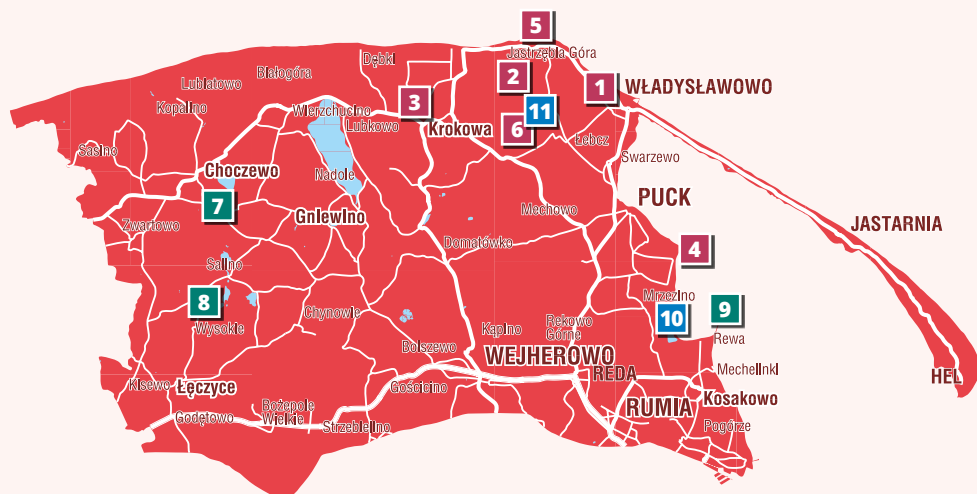 5
Jastrzębia Góra
Dębki
Białogóra
2
Lubiatowo
1
WŁADYSŁAWOWO
Kopalino
3
11
Wierzchucino
Lubkowo
Krokowa
6
Łebcz
Sasino
Swarzewo
Choczewo
Nadole
PUCK
7
Gniewino
Mechowo
Zwartowo
JASTARNIA
Domatówko
4
Salino
Mrzezino
8
9
Chynowie
10
Wysokie
Kąpino
Rekowo
Górne
Rewa
Bolszewo
WEJHEROWO
Mechelinki
REDA
HEL
Kisewo
Łęczyce
Gościcino
Kosakowo
RUMIA
Bożepole
Wielkie
Godętowo
Strzebielino
Pogórze